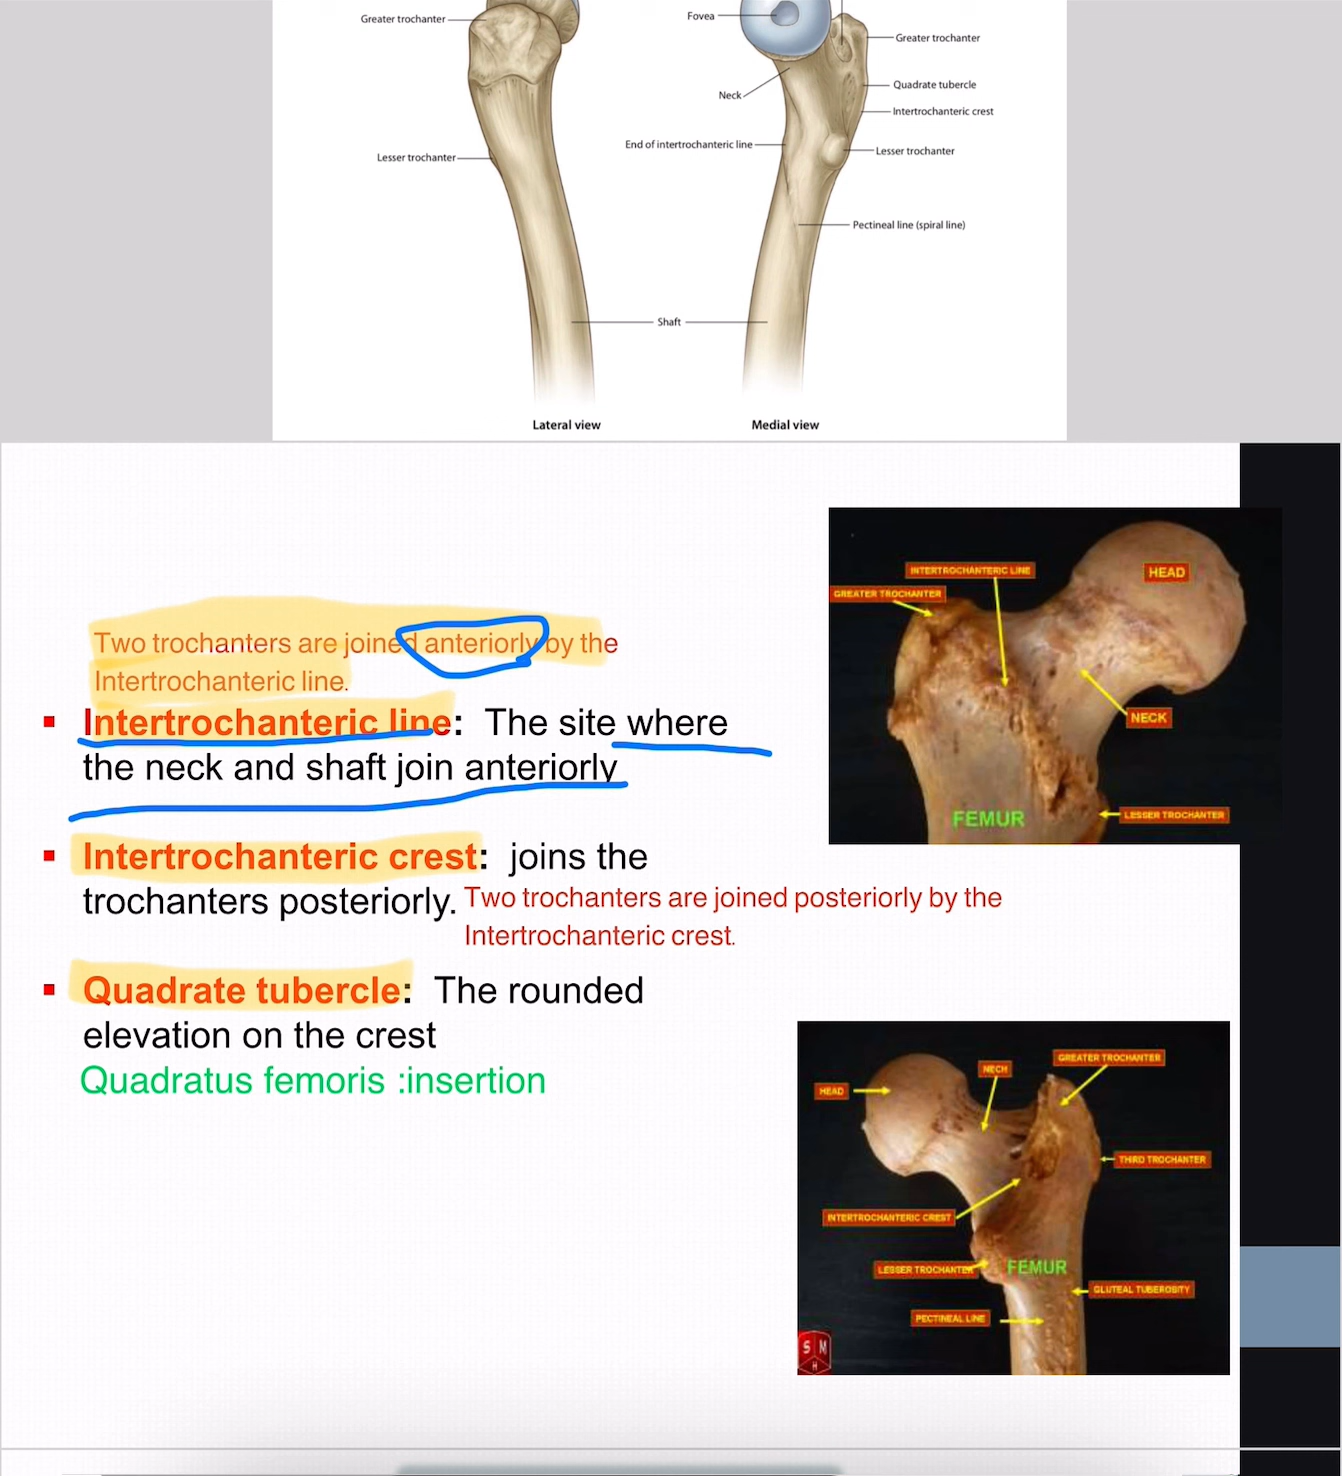 Greater trochanter
Lesser trochanter
Fovea
Greater trochanter
Neck
Quadrate tubercle
Intertrochanteric crest
End of intertrochanteric line
Lesser trochanter
Pectineal line (spiral line)
Shaft
Lateral view
Medial view
Two trochanters are joined anteriorly by the
Intertrochanteric line.
Intertrochanteric line: The site where
the neck and shaft join anteriorly
Intertrochanteric crest: joins the
trochanters posteriorly.
Two trochanters are joined posteriorly by the
Intertrochanteric crest.
Quadrate tubercle: The rounded
elevation on the crest
Quadratus femoris :insertion
INTERTROCHANTERIC LINE
HEAD
GREATER TROCHANTER
NECK
LESSER TROCHANTER
FEMUR
GREATER TROCHANTER
NECH
HEAD
THIRD TROCHANTER
INTERTROCHANTERIC CREST
LESSER TROCHANTER
FEMUR
GLUTEAL TUBEROSITY
PECTINEAL LINE
S M
H